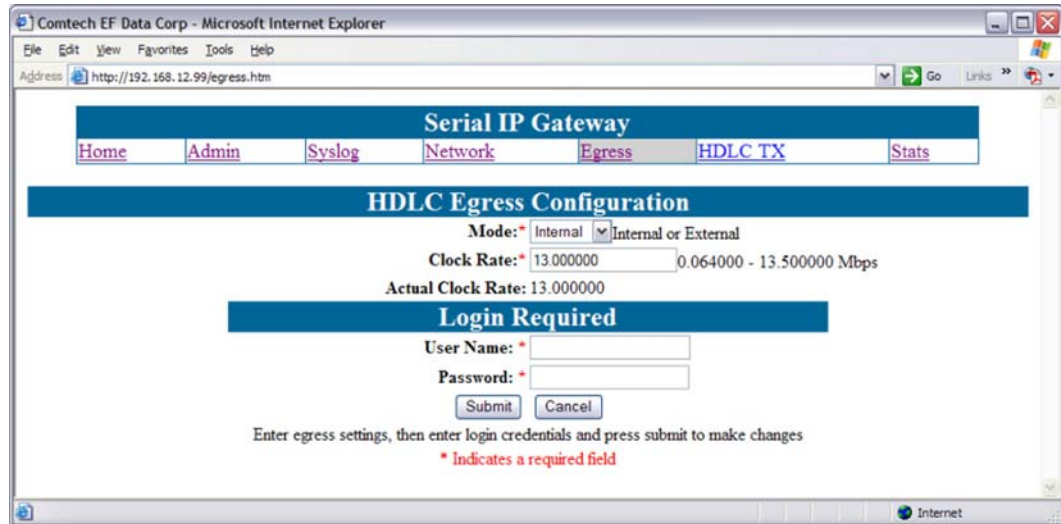 Comtech EF Data Corp - Microsoft Internet Explorer
File Edit View Favorites Tools Help
Address http://192.168.12.99/egress.htm Go Links »
Serial IP Gateway
Home Admin Syslog Network Egress HDLC TX Stats
HDLC Egress Configuration
Mode:* Internal Internal or External
Clock Rate:* 13.000000 0.064000 - 13.500000 Mbps
Actual Clock Rate: 13.000000
Login Required
User Name: *
Password: *
Submit Cancel
Enter egress settings, then enter login credentials and press submit to make changes
* Indicates a required field
Internet